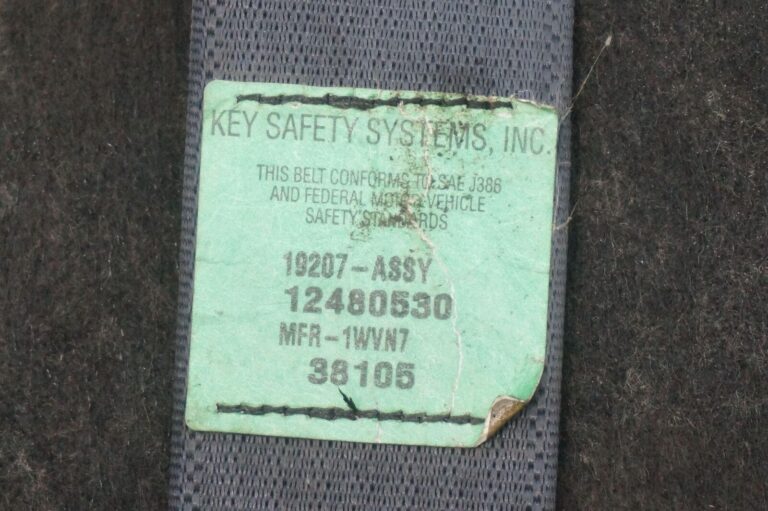 KEY SAFETY SYSTEMS, INC.
THIS BELT CONFORMS TO SAE J386
AND FEDERAL MOTOR VEHICLE
SAFETY STANDARDS
19207-ASSY
12480530
MFR-1WVN7
38105